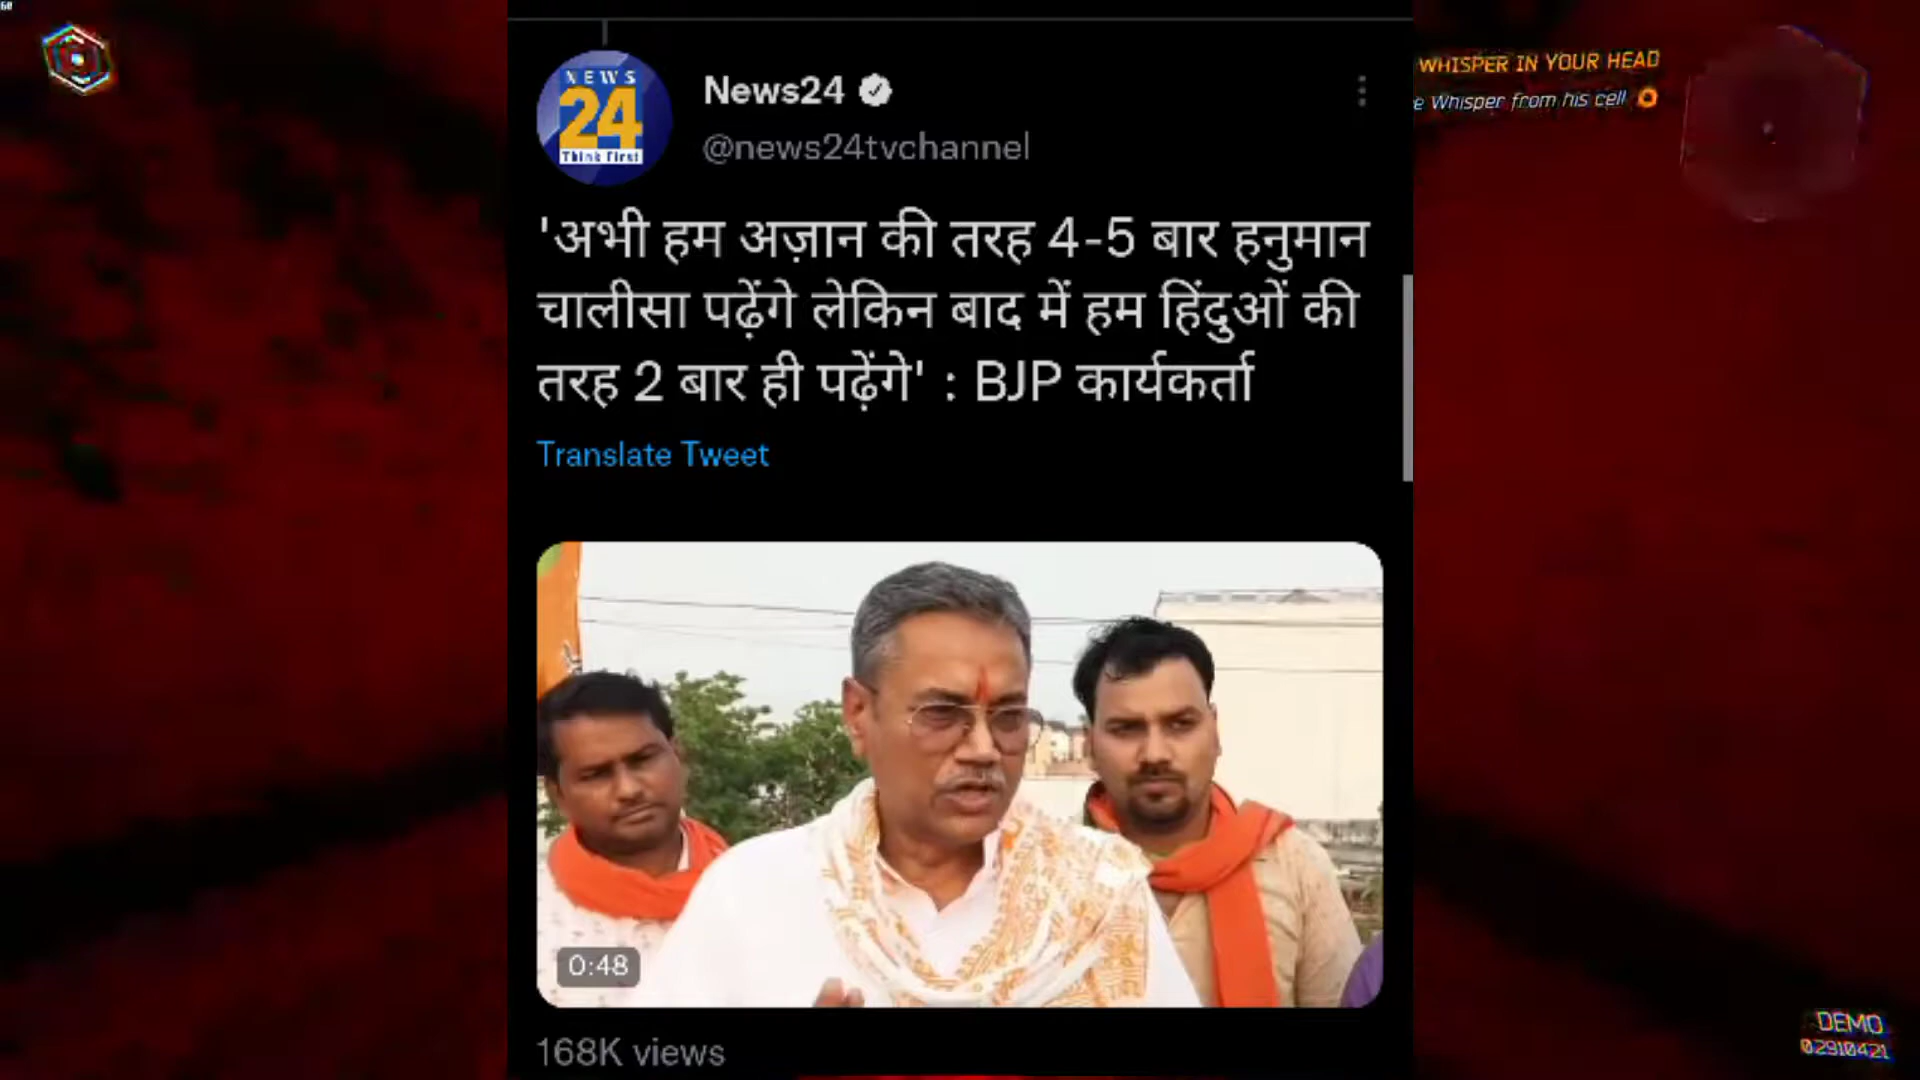 60
NEWS
24
Think First
News24
@news24tvchannel
WHISPER IN YOUR HEAD
e Whisper from his cell
'अभी हम अज़ान की तरह 4-5 बार हनुमान
चालीसा पढ़ेंगे लेकिन बाद में हम हिंदुओं की
तरह 2 बार ही पढ़ेंगे' : BJP कार्यकर्ता
Translate Tweet
0:48
168K views
DEMO
02910421